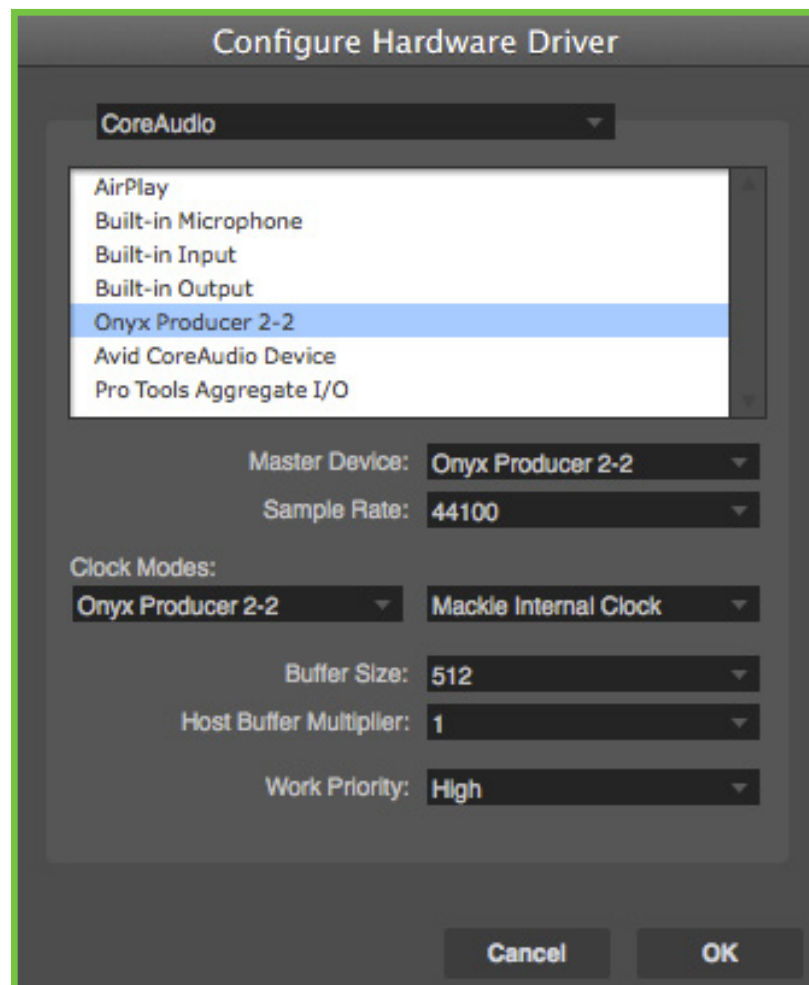 Configure Hardware Driver
CoreAudio
AirPlay
Built-in Microphone
Built-in Input
Built-in Output
Onyx Producer 2-2
Avid CoreAudio Device
Pro Tools Aggregate I/O
Master Device: Onyx Producer 2-2
Sample Rate: 44100
Clock Modes:
Onyx Producer 2-2 Mackie Internal Clock
Buffer Size: 512
Host Buffer Multiplier: 1
Work Priority: High
Cancel OK